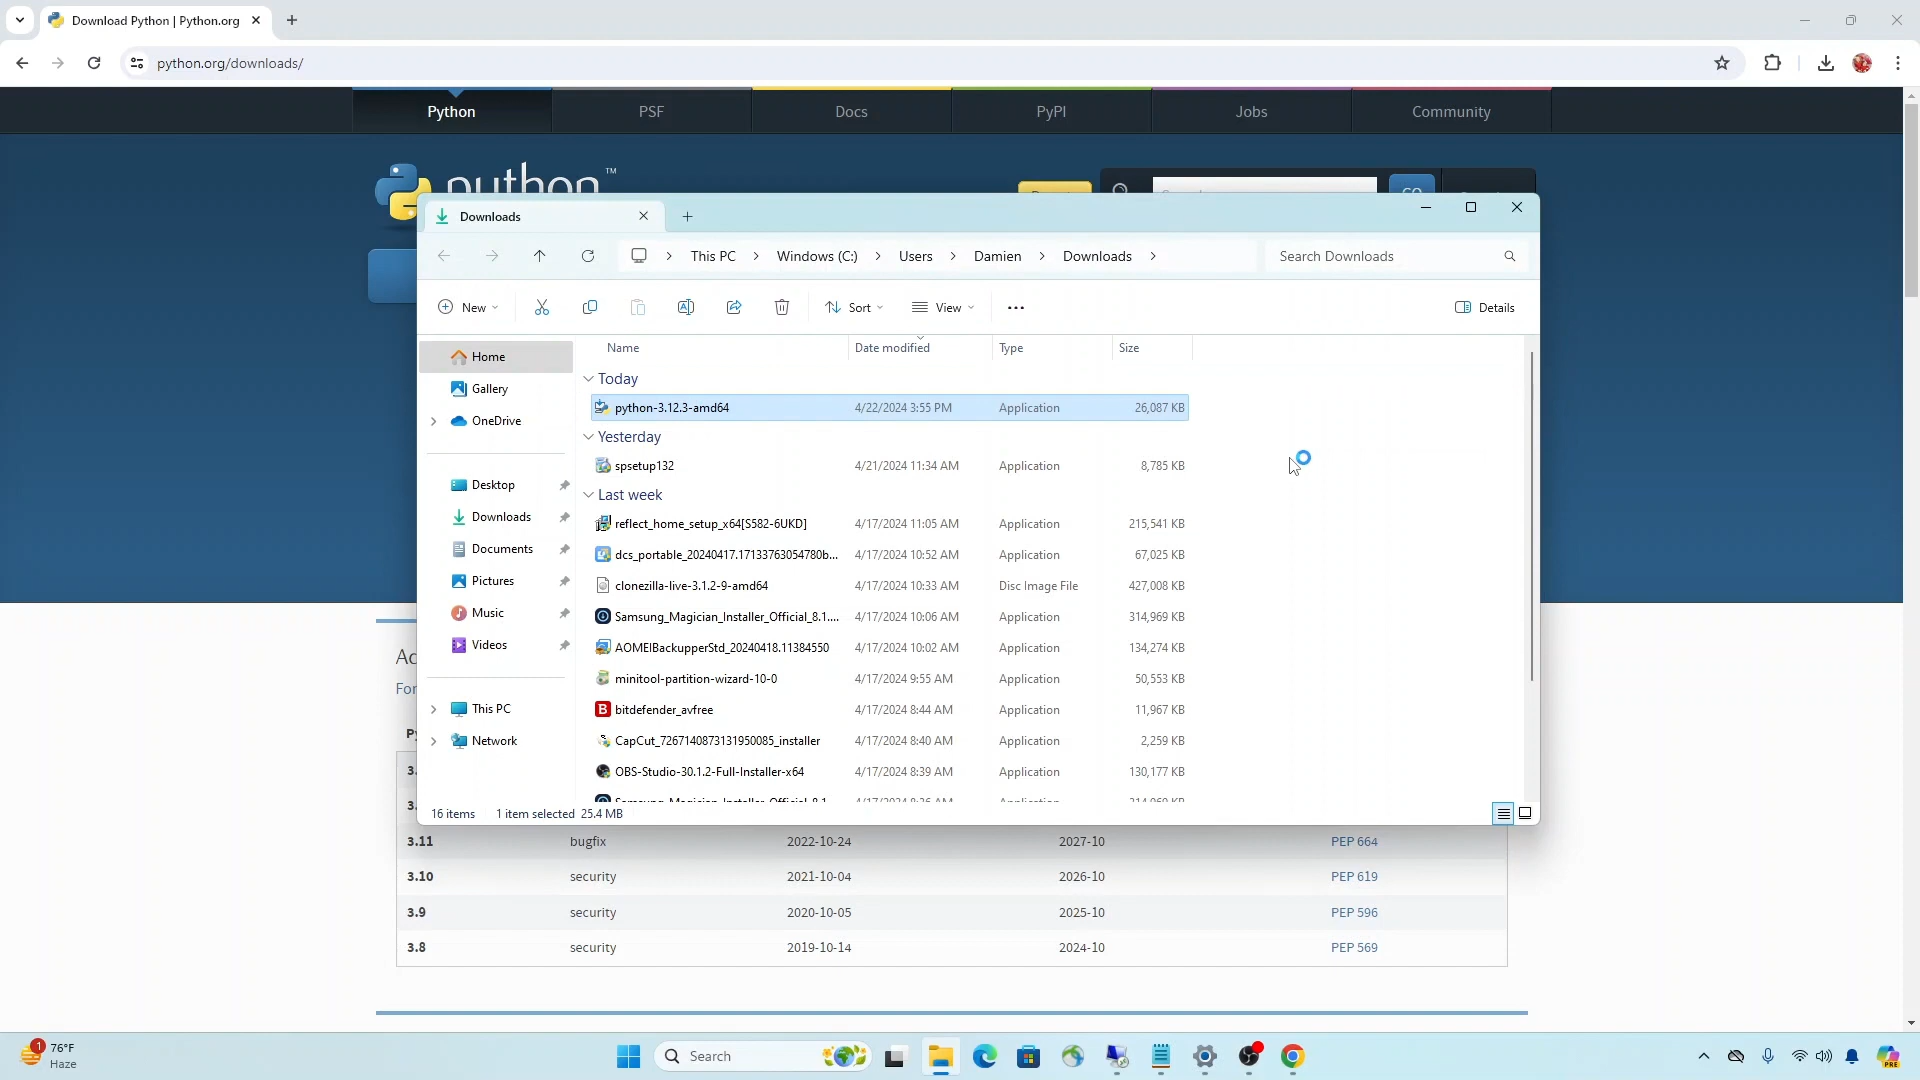 Download Python | Python.org
python.org/downloads/
Python
PSF
Docs
PyPI
Jobs
Community
python ™
GO
Downloads
This PC > Windows (C:) > Users > Damien > Downloads >
Search Downloads
New
Sort
View
Details
Home
Gallery
OneDrive
Desktop
Downloads
Documents
Pictures
Music
Videos
This PC
Network
Name Date modified Type Size
Today
python-3.12.3-amd64 4/22/2024 3:55 PM Application 26,087 KB
Yesterday
spsetup132 4/21/2024 11:34 AM Application 8,785 KB
Last week
reflect_home_setup_x64[S582-6UKD] 4/17/2024 11:05 AM Application 215,541 KB
dcs_portable_20240417.17133763054780b... 4/17/2024 10:52 AM Application 67,025 KB
clonezilla-live-3.1.2-9-amd64 4/17/2024 10:33 AM Disc Image File 427,008 KB
Samsung_Magician_Installer_Official_8.1.... 4/17/2024 10:06 AM Application 314,969 KB
AOMEIBackupperStd_20240418.11384550 4/17/2024 10:02 AM Application 134,274 KB
minitool-partition-wizard-10-0 4/17/2024 9:55 AM Application 50,553 KB
bitdefender_avfree 4/17/2024 8:44 AM Application 11,967 KB
CapCut_7267140873131950085_installer 4/17/2024 8:40 AM Application 2,259 KB
OBS-Studio-30.1.2-Full-Installer-x64 4/17/2024 8:39 AM Application 130,177 KB
16 items 1 item selected 25.4 MB
Ac
For
Py
3.
3.
3.11 bugfix 2022-10-24 2027-10 PEP 664
3.10 security 2021-10-04 2026-10 PEP 619
3.9 security 2020-10-05 2025-10 PEP 596
3.8 security 2019-10-14 2024-10 PEP 569
1
76°F
Haze
Search
PRE